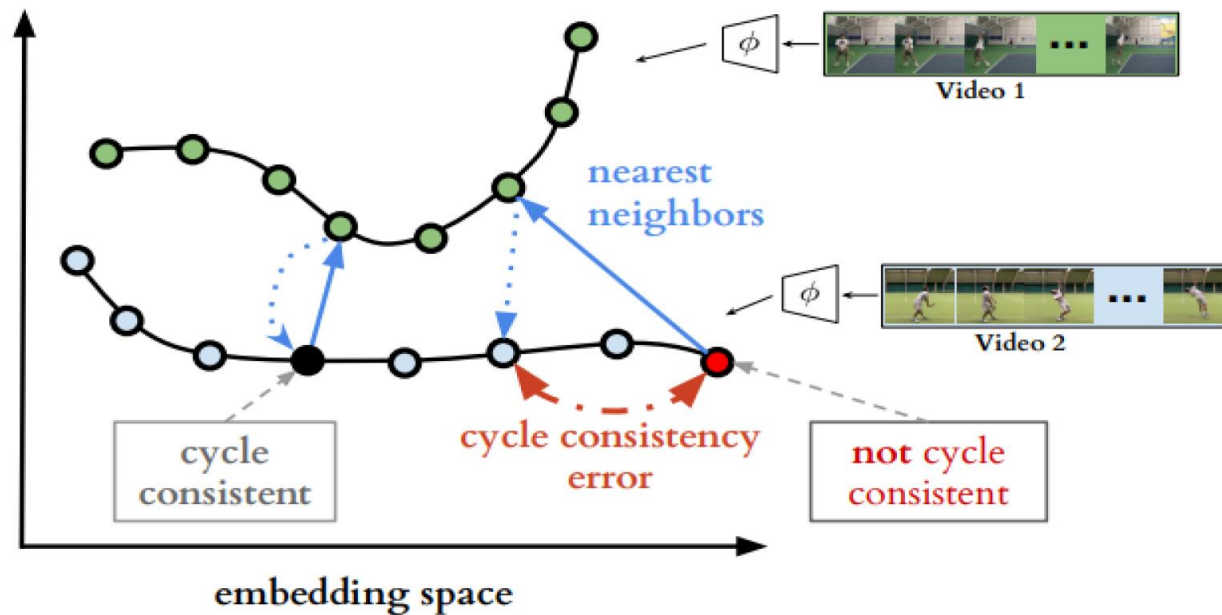 ϕ
...
Video 1
nearest
neighbors
ϕ
...
Video 2
cycle
consistent
cycle consistency
error
not cycle
consistent
embedding space